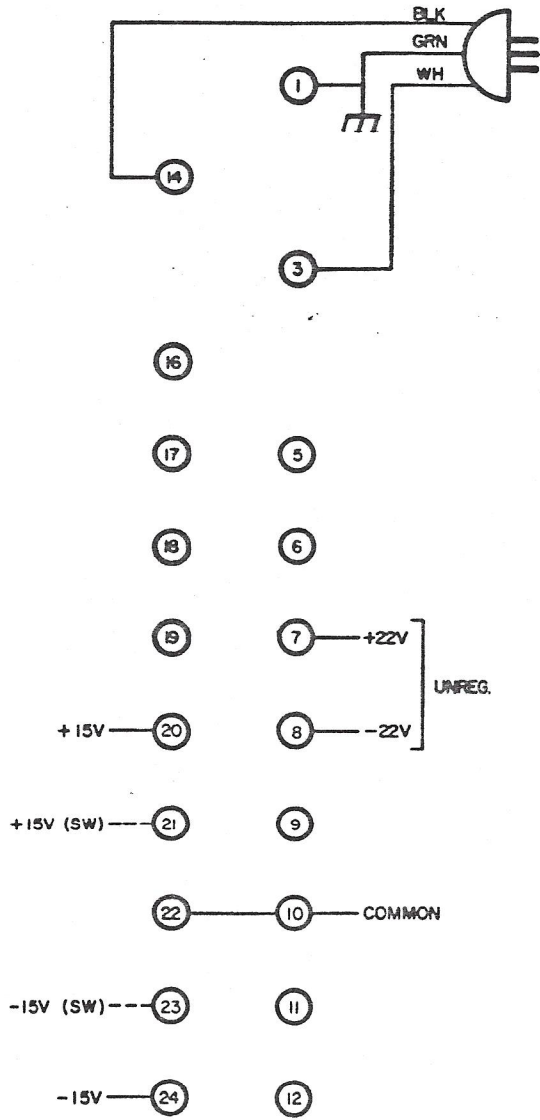 BLK
GRN
1
WH
14
3
16
17 5
18 6
19 7 +22V
UNREG.
+15V 20 8 -22V
+15V (SW) 21 9
22 10 COMMON
-15V (SW) 23 11
-15V 24 12